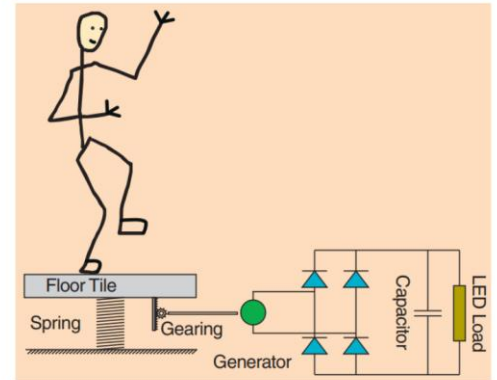 Floor Tile
Spring
Gearing
Generator
Capacitor
LED Load